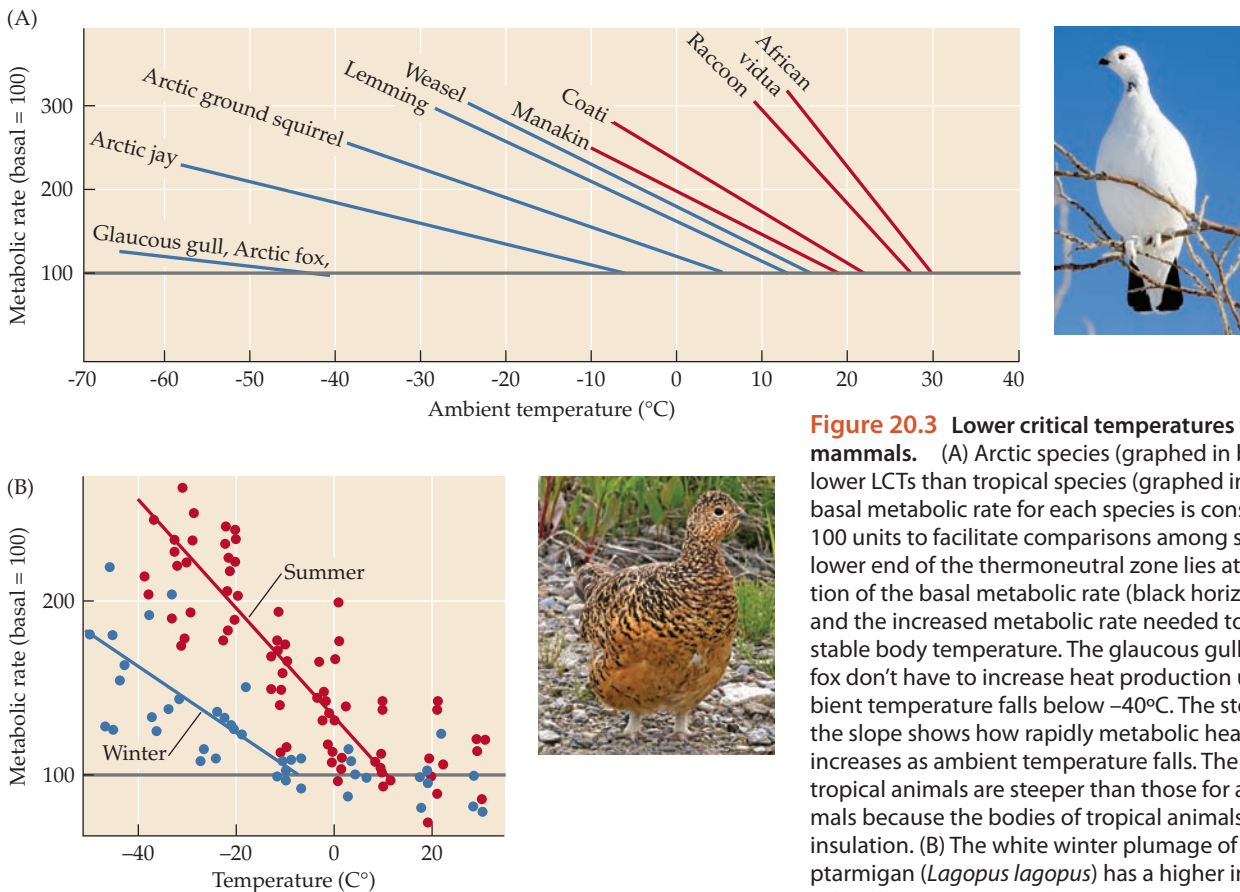 (A)
Metabolic rate (basal = 100)
300
200
100
Arctic jay
Arctic ground squirrel
Glaucous gull, Arctic fox,
Lemming
Weasel
Manakin
Coati
Raccoon
African
vidua
-70 -60 -50 -40 -30 -20 -10 0 10 20 30 40
Ambient temperature (°C)
(B)
Metabolic rate (basal = 100)
200
100
Summer
Winter
–40 –20 0 20
Temperature (C°)
Figure 20.3 Lower critical temperatures
mammals. (A) Arctic species (graphed in
lower LCTs than tropical species (graphed in
basal metabolic rate for each species is
100 units to facilitate comparisons among
lower end of the thermoneutral zone lies at
tion of the basal metabolic rate (black
and the increased metabolic rate needed to
stable body temperature. The glaucous gull
fox don't have to increase heat production
bient temperature falls below –40ºC. The
the slope shows how rapidly metabolic
increases as ambient temperature falls. The
tropical animals are steeper than those for
mals because the bodies of tropical animals
insulation. (B) The white winter plumage of
ptarmigan (Lagopus lagopus) has a higher